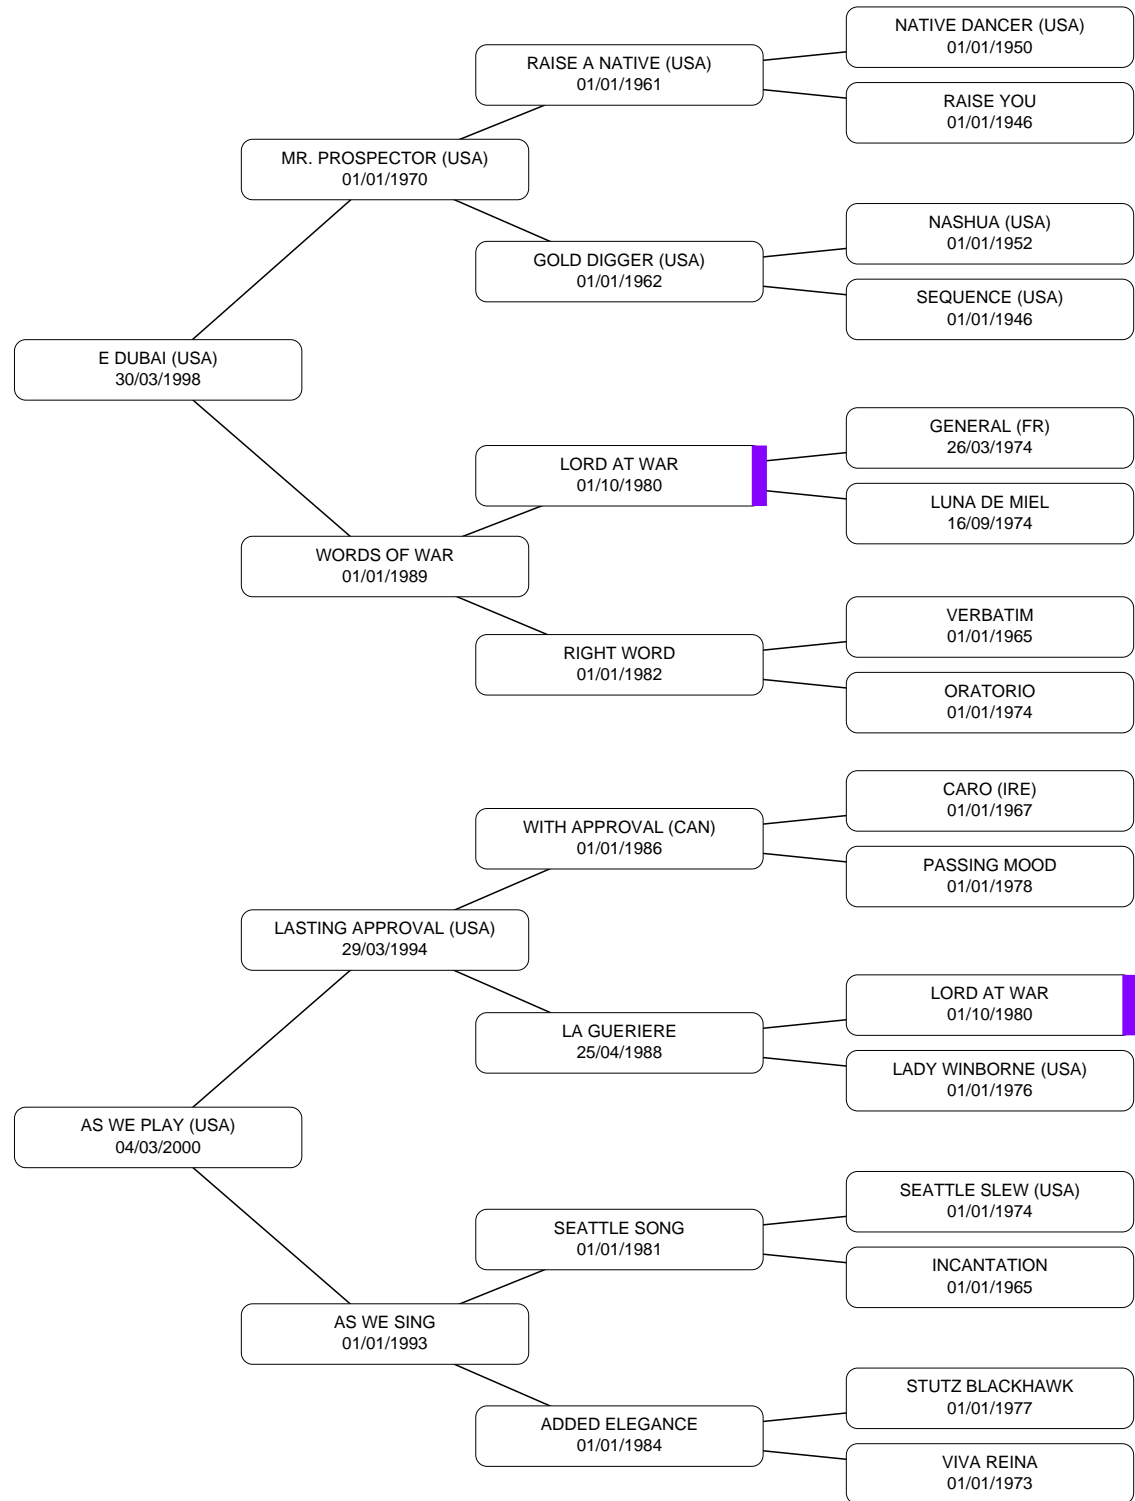 NATIVE DANCER (USA)
01/01/1950
RAISE A NATIVE (USA)
01/01/1961
RAISE YOU
01/01/1946
MR. PROSPECTOR (USA)
01/01/1970
NASHUA (USA)
01/01/1952
GOLD DIGGER (USA)
01/01/1962
SEQUENCE (USA)
01/01/1946
E DUBAI (USA)
30/03/1998
GENERAL (FR)
26/03/1974
LORD AT WAR
01/10/1980
LUNA DE MIEL
16/09/1974
WORDS OF WAR
01/01/1989
VERBATIM
01/01/1965
RIGHT WORD
01/01/1982
ORATORIO
01/01/1974
CARO (IRE)
01/01/1967
WITH APPROVAL (CAN)
01/01/1986
PASSING MOOD
01/01/1978
LASTING APPROVAL (USA)
29/03/1994
LORD AT WAR
01/10/1980
LA GUERIERE
25/04/1988
LADY WINBORNE (USA)
01/01/1976
AS WE PLAY (USA)
04/03/2000
SEATTLE SLEW (USA)
01/01/1974
SEATTLE SONG
01/01/1981
INCANTATION
01/01/1965
AS WE SING
01/01/1993
STUTZ BLACKHAWK
01/01/1977
ADDED ELEGANCE
01/01/1984
VIVA REINA
01/01/1973